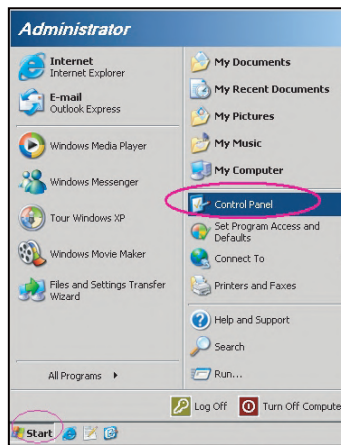 Administrator
Internet
Internet Explorer
E-mail
Outlook Express
Windows Media Player
Windows Messenger
Tour Windows XP
Windows Movie Maker
Files and Settings Transfer
Wizard
All Programs
My Documents
My Recent Documents
My Pictures
My Music
My Computer
Control Panel
Set Program Access and
Defaults
Connect To
Printers and Faxes
Help and Support
Search
Run...
Log Off
Turn Off Compute
Start